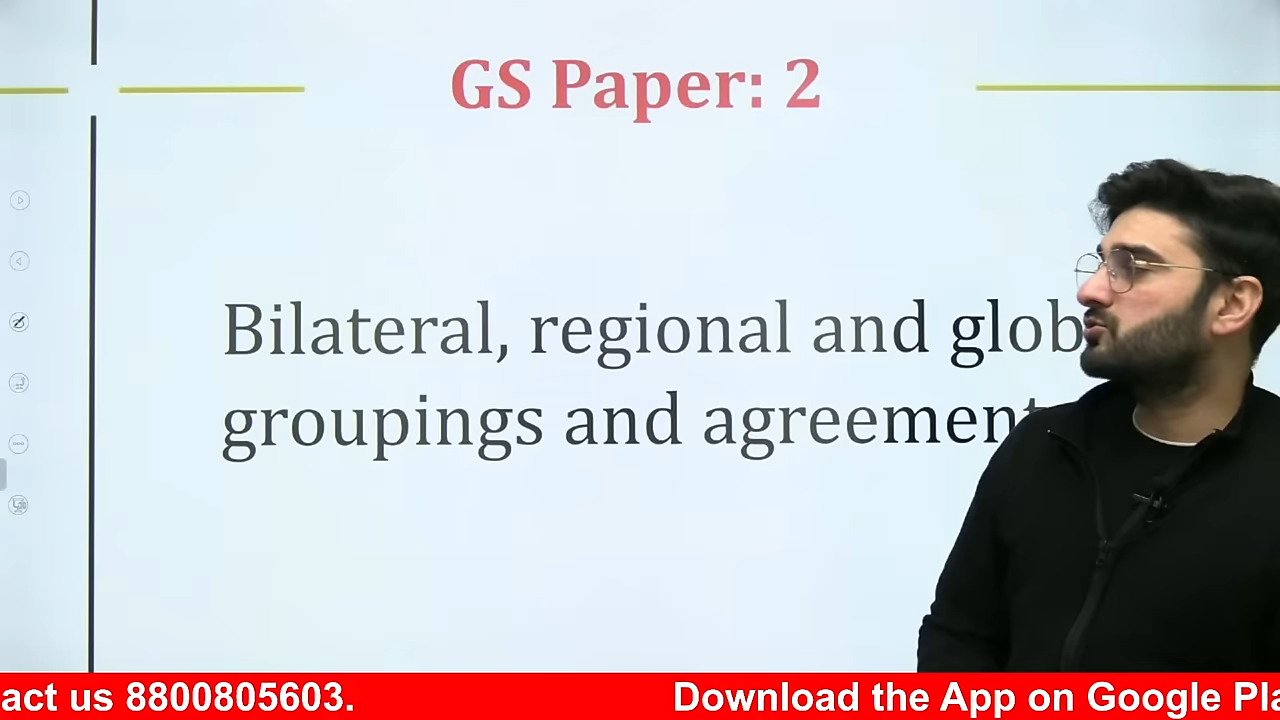 GS Paper: 2
Bilateral, regional and glob
groupings and agreement
act us 8800805603.
Download the App on Google Pla